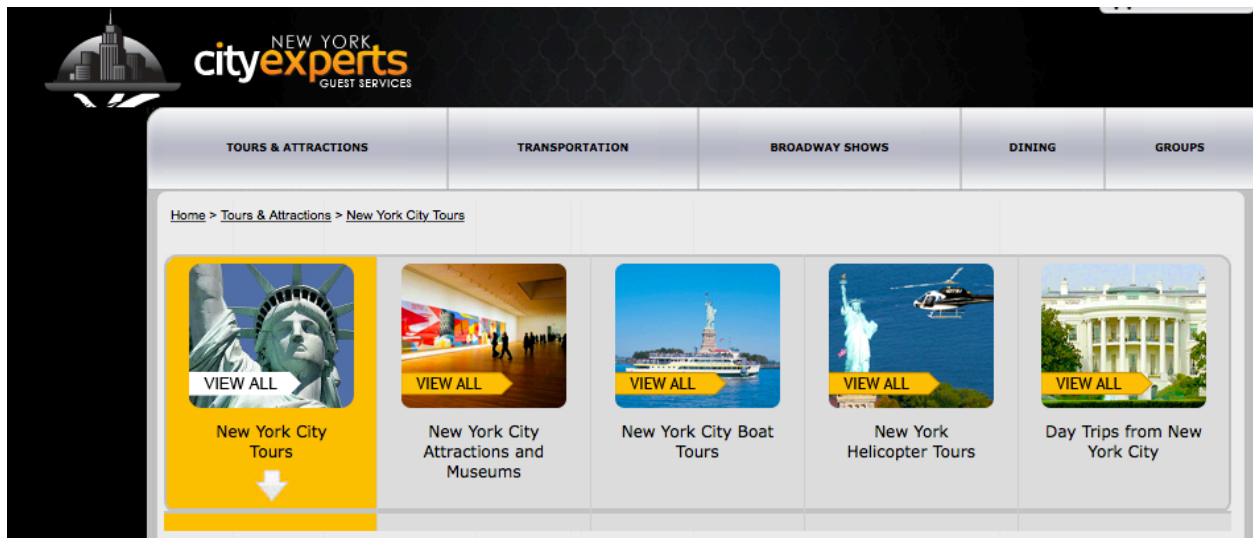 NEW YORK
cityexperts
GUEST SERVICES
TOURS & ATTRACTIONS
TRANSPORTATION
BROADWAY SHOWS
DINING
GROUPS
Home > Tours & Attractions > New York City Tours
VIEW ALL
New York City
Tours
VIEW ALL
New York City
Attractions and
Museums
VIEW ALL
New York City Boat
Tours
VIEW ALL
New York
Helicopter Tours
VIEW ALL
Day Trips from New
York City